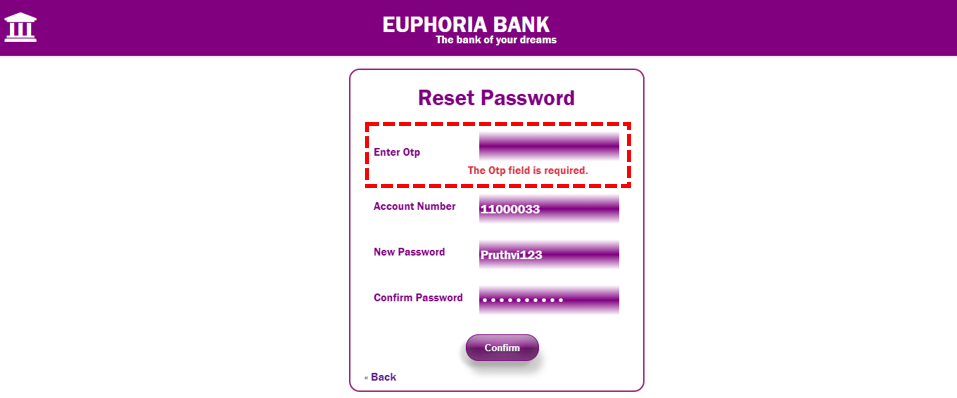 EUPHORIA BANK
The bank of your dreams
Reset Password
Enter Otp
The Otp field is required.
Account Number 11000033
New Password Pruthvi123
Confirm Password ••••••••••
Confirm
Back